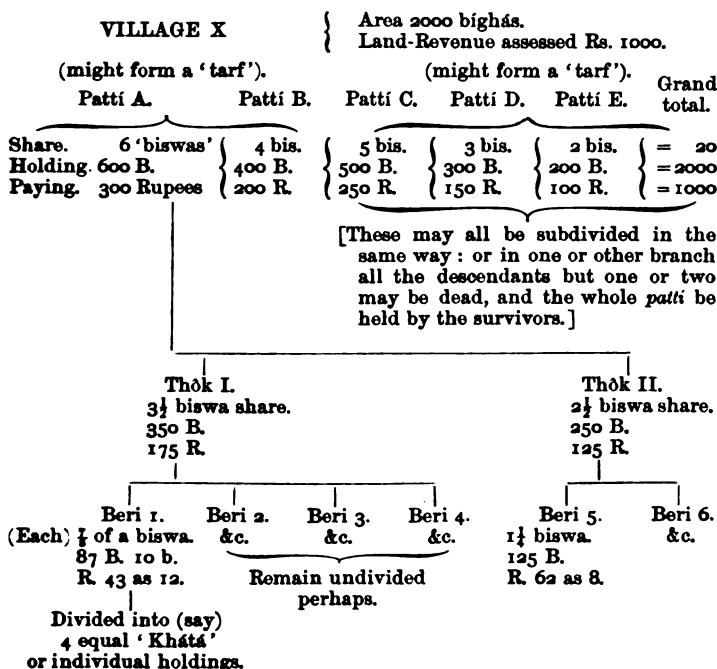 VILLAGE X
Area 2000 bíghás.
Land-Revenue assessed Rs. 1000.
(might form a ‘tarf’). (might form a ‘tarf’).
Pattí A. Pattí B. Pattí C. Pattí D. Pattí E. Grand total.
Share. 6 ‘biswas’ 4 bis. 5 bis. 3 bis. 2 bis. = 20
Holding. 600 B. 400 B. 500 B. 300 B. 200 B. =2000
Paying. 300 Rupees 200 R. 250 R. 150 R. 100 R. =1000
[These may all be subdivided in the
same way: or in one or other branch
all the descendants but one or two
may be dead, and the whole pattí be
held by the survivors.]
Thôk I. Thôk II.
3½ biswa share. 2½ biswa share.
350 B. 250 B.
175 R. 125 R.
Beri 1. Beri 2. Beri 3. Beri 4. Beri 5. Beri 6.
(Each) ⅞ of a biswa. &c. &c. &c. 1¼ biswa. &c.
87 B. 10 b. 125 B.
R. 43 as 12. Remain undivided R. 62 as 8.
perhaps.
Divided into (say)
4 equal ‘Khátá’
or individual holdings.